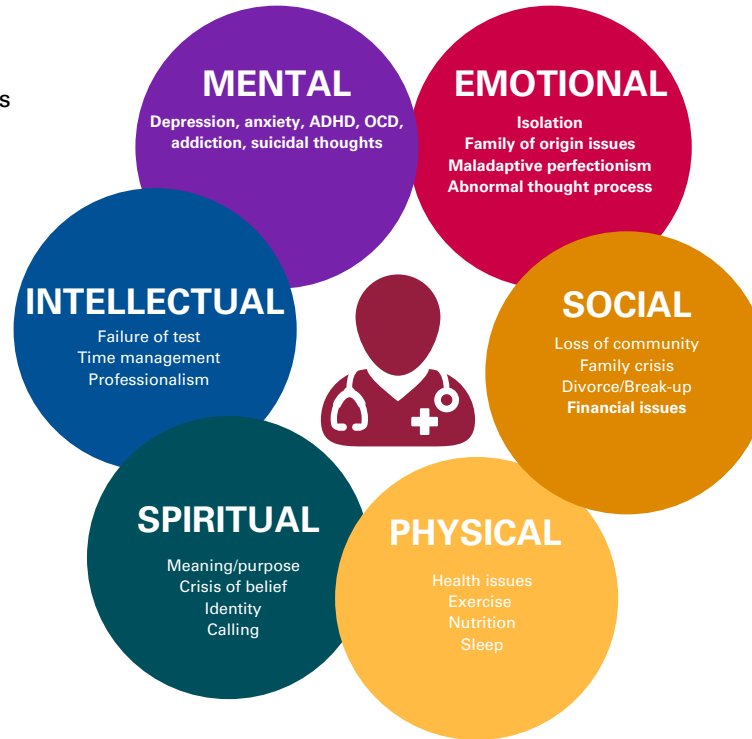 s
MENTAL
Depression, anxiety, ADHD, OCD,
addiction, suicidal thoughts
EMOTIONAL
Isolation
Family of origin issues
Maladaptive perfectionism
Abnormal thought process
INTELLECTUAL
Failure of test
Time management
Professionalism
SOCIAL
Loss of community
Family crisis
Divorce/Break-up
Financial issues
SPIRITUAL
Meaning/purpose
Crisis of belief
Identity
Calling
PHYSICAL
Health issues
Exercise
Nutrition
Sleep